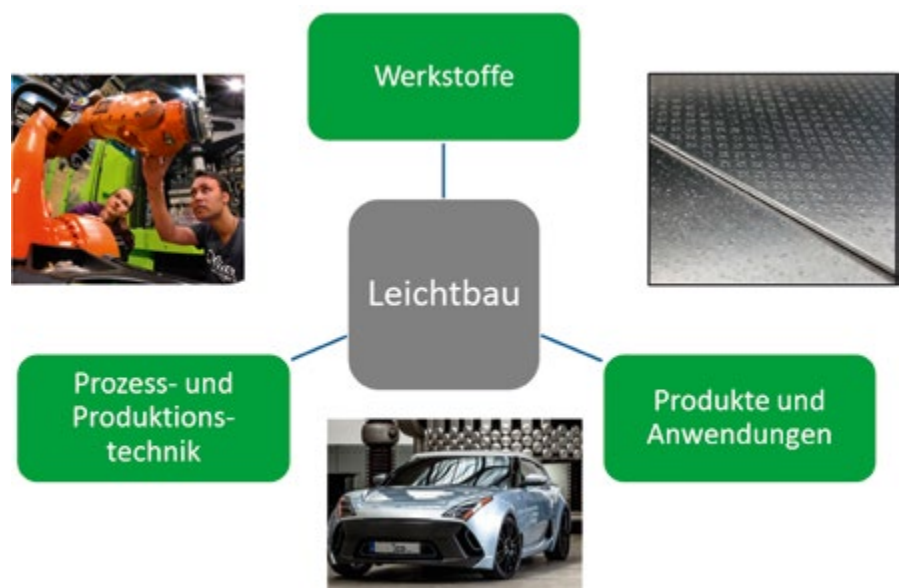 Werkstoffe
Leichtbau
Prozess- und
Produktions-
technik
Produkte und
Anwendungen